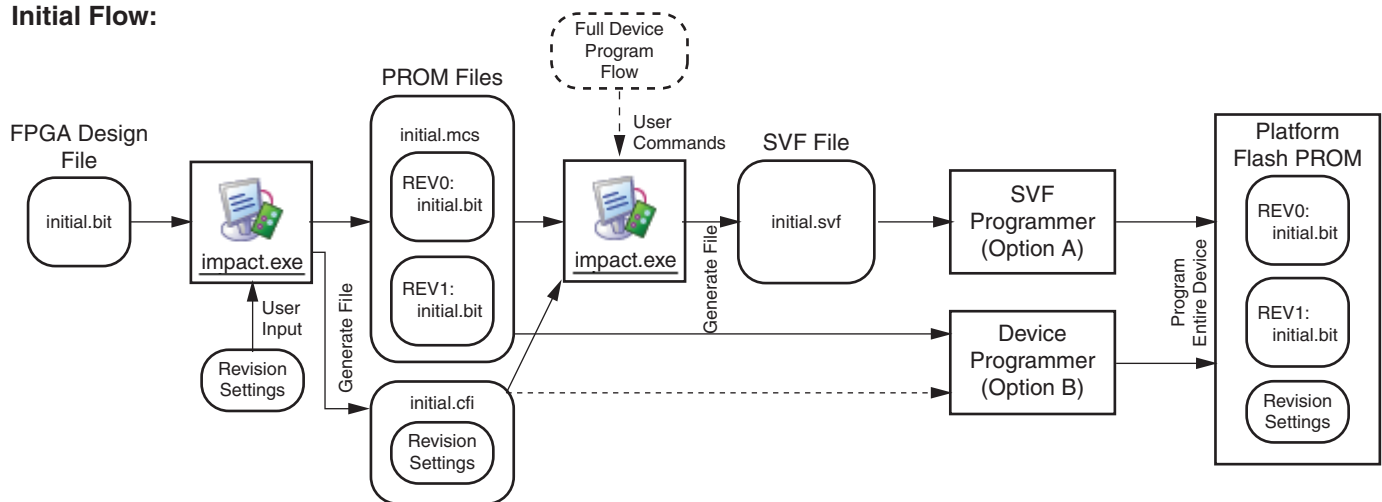 Initial Flow:
FPGA Design
File
initial.bit
impact.exe
User
Input
Revision
Settings
Generate File
PROM Files
initial.mcs
REV0:
initial.bit
REV1:
initial.bit
initial.cfi
Revision
Settings
Full Device
Program
Flow
User
Commands
impact.exe
Generate File
SVF File
initial.svf
SVF
Programmer
(Option A)
Device
Programmer
(Option B)
Program
Entire Device
Platform
Flash PROM
REV0:
initial.bit
REV1:
initial.bit
Revision
Settings